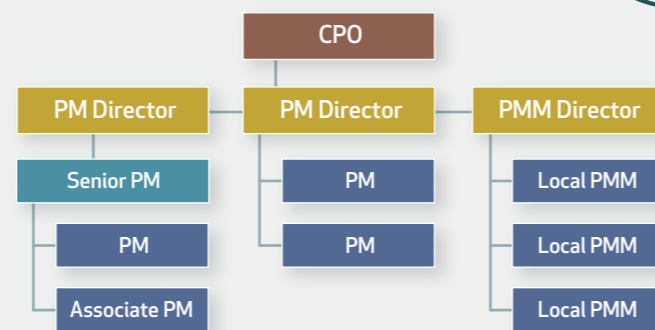 CPO
PM Director
PM Director
PMM Director
Senior PM
PM
Local PMM
PM
PM
Local PMM
Associate PM
Local PMM